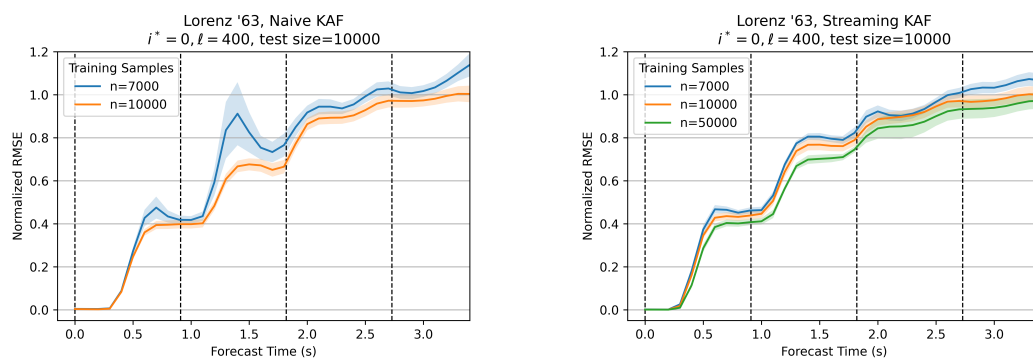 Lorenz '63, Naive KAF
i* = 0, ℓ = 400, test size=10000
Training Samples
n=7000
n=10000
Normalized RMSE
1.2
1.0
0.8
0.6
0.4
0.2
0.0
0.0 0.5 1.0 1.5 2.0 2.5 3.0
Forecast Time (s)
Lorenz '63, Streaming KAF
i* = 0, ℓ = 400, test size=10000
Training Samples
n=7000
n=10000
n=50000
Normalized RMSE
1.2
1.0
0.8
0.6
0.4
0.2
0.0
0.0 0.5 1.0 1.5 2.0 2.5 3.0
Forecast Time (s)